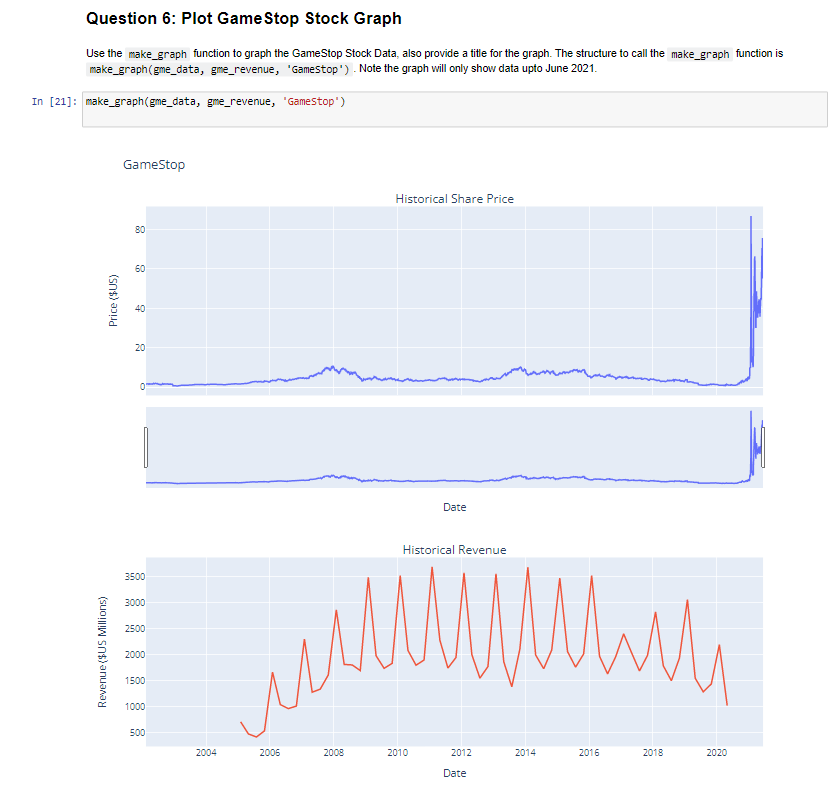 Question 6: Plot GameStop Stock Graph
Use the make_graph function to graph the GameStop Stock Data, also provide a title for the graph. The structure to call the make_graph function is
make_graph(gme_data, gme_revenue, 'GameStop') . Note the graph will only show data upto June 2021.
In [21]: make_graph(gme_data, gme_revenue, 'GameStop')
GameStop
Historical Share Price
80
60
40
20
0
Price ($US)
Date
Historical Revenue
3500
3000
2500
2000
1500
1000
500
Revenue ($US Millions)
2004 2006 2008 2010 2012 2014 2016 2018 2020
Date